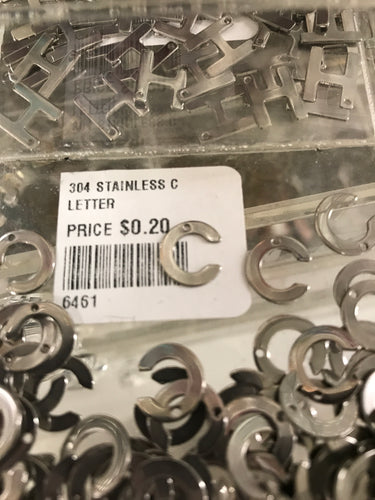 304 STAINLESS C
LETTER
PRICE $0.20
6461